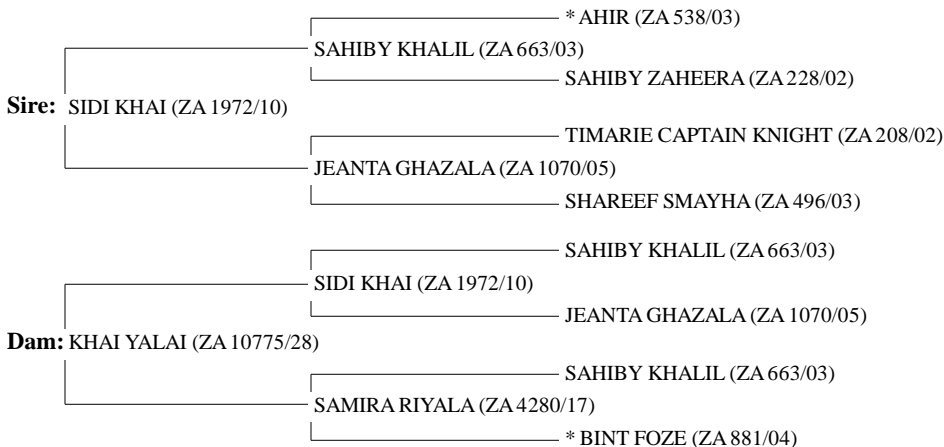 * AHIR (ZA 538/03)
SAHIBY KHALIL (ZA 663/03)
SAHIBY ZAHEERA (ZA 228/02)
Sire: SIDI KHAI (ZA 1972/10)
TIMARIE CAPTAIN KNIGHT (ZA 208/02)
JEANTA GHAZALA (ZA 1070/05)
SHAREEF SMAYHA (ZA 496/03)
SAHIBY KHALIL (ZA 663/03)
SIDI KHAI (ZA 1972/10)
JEANTA GHAZALA (ZA 1070/05)
Dam: KHAI YALAI (ZA 10775/28)
SAHIBY KHALIL (ZA 663/03)
SAMIRA RIYALA (ZA 4280/17)
* BINT FOZE (ZA 881/04)